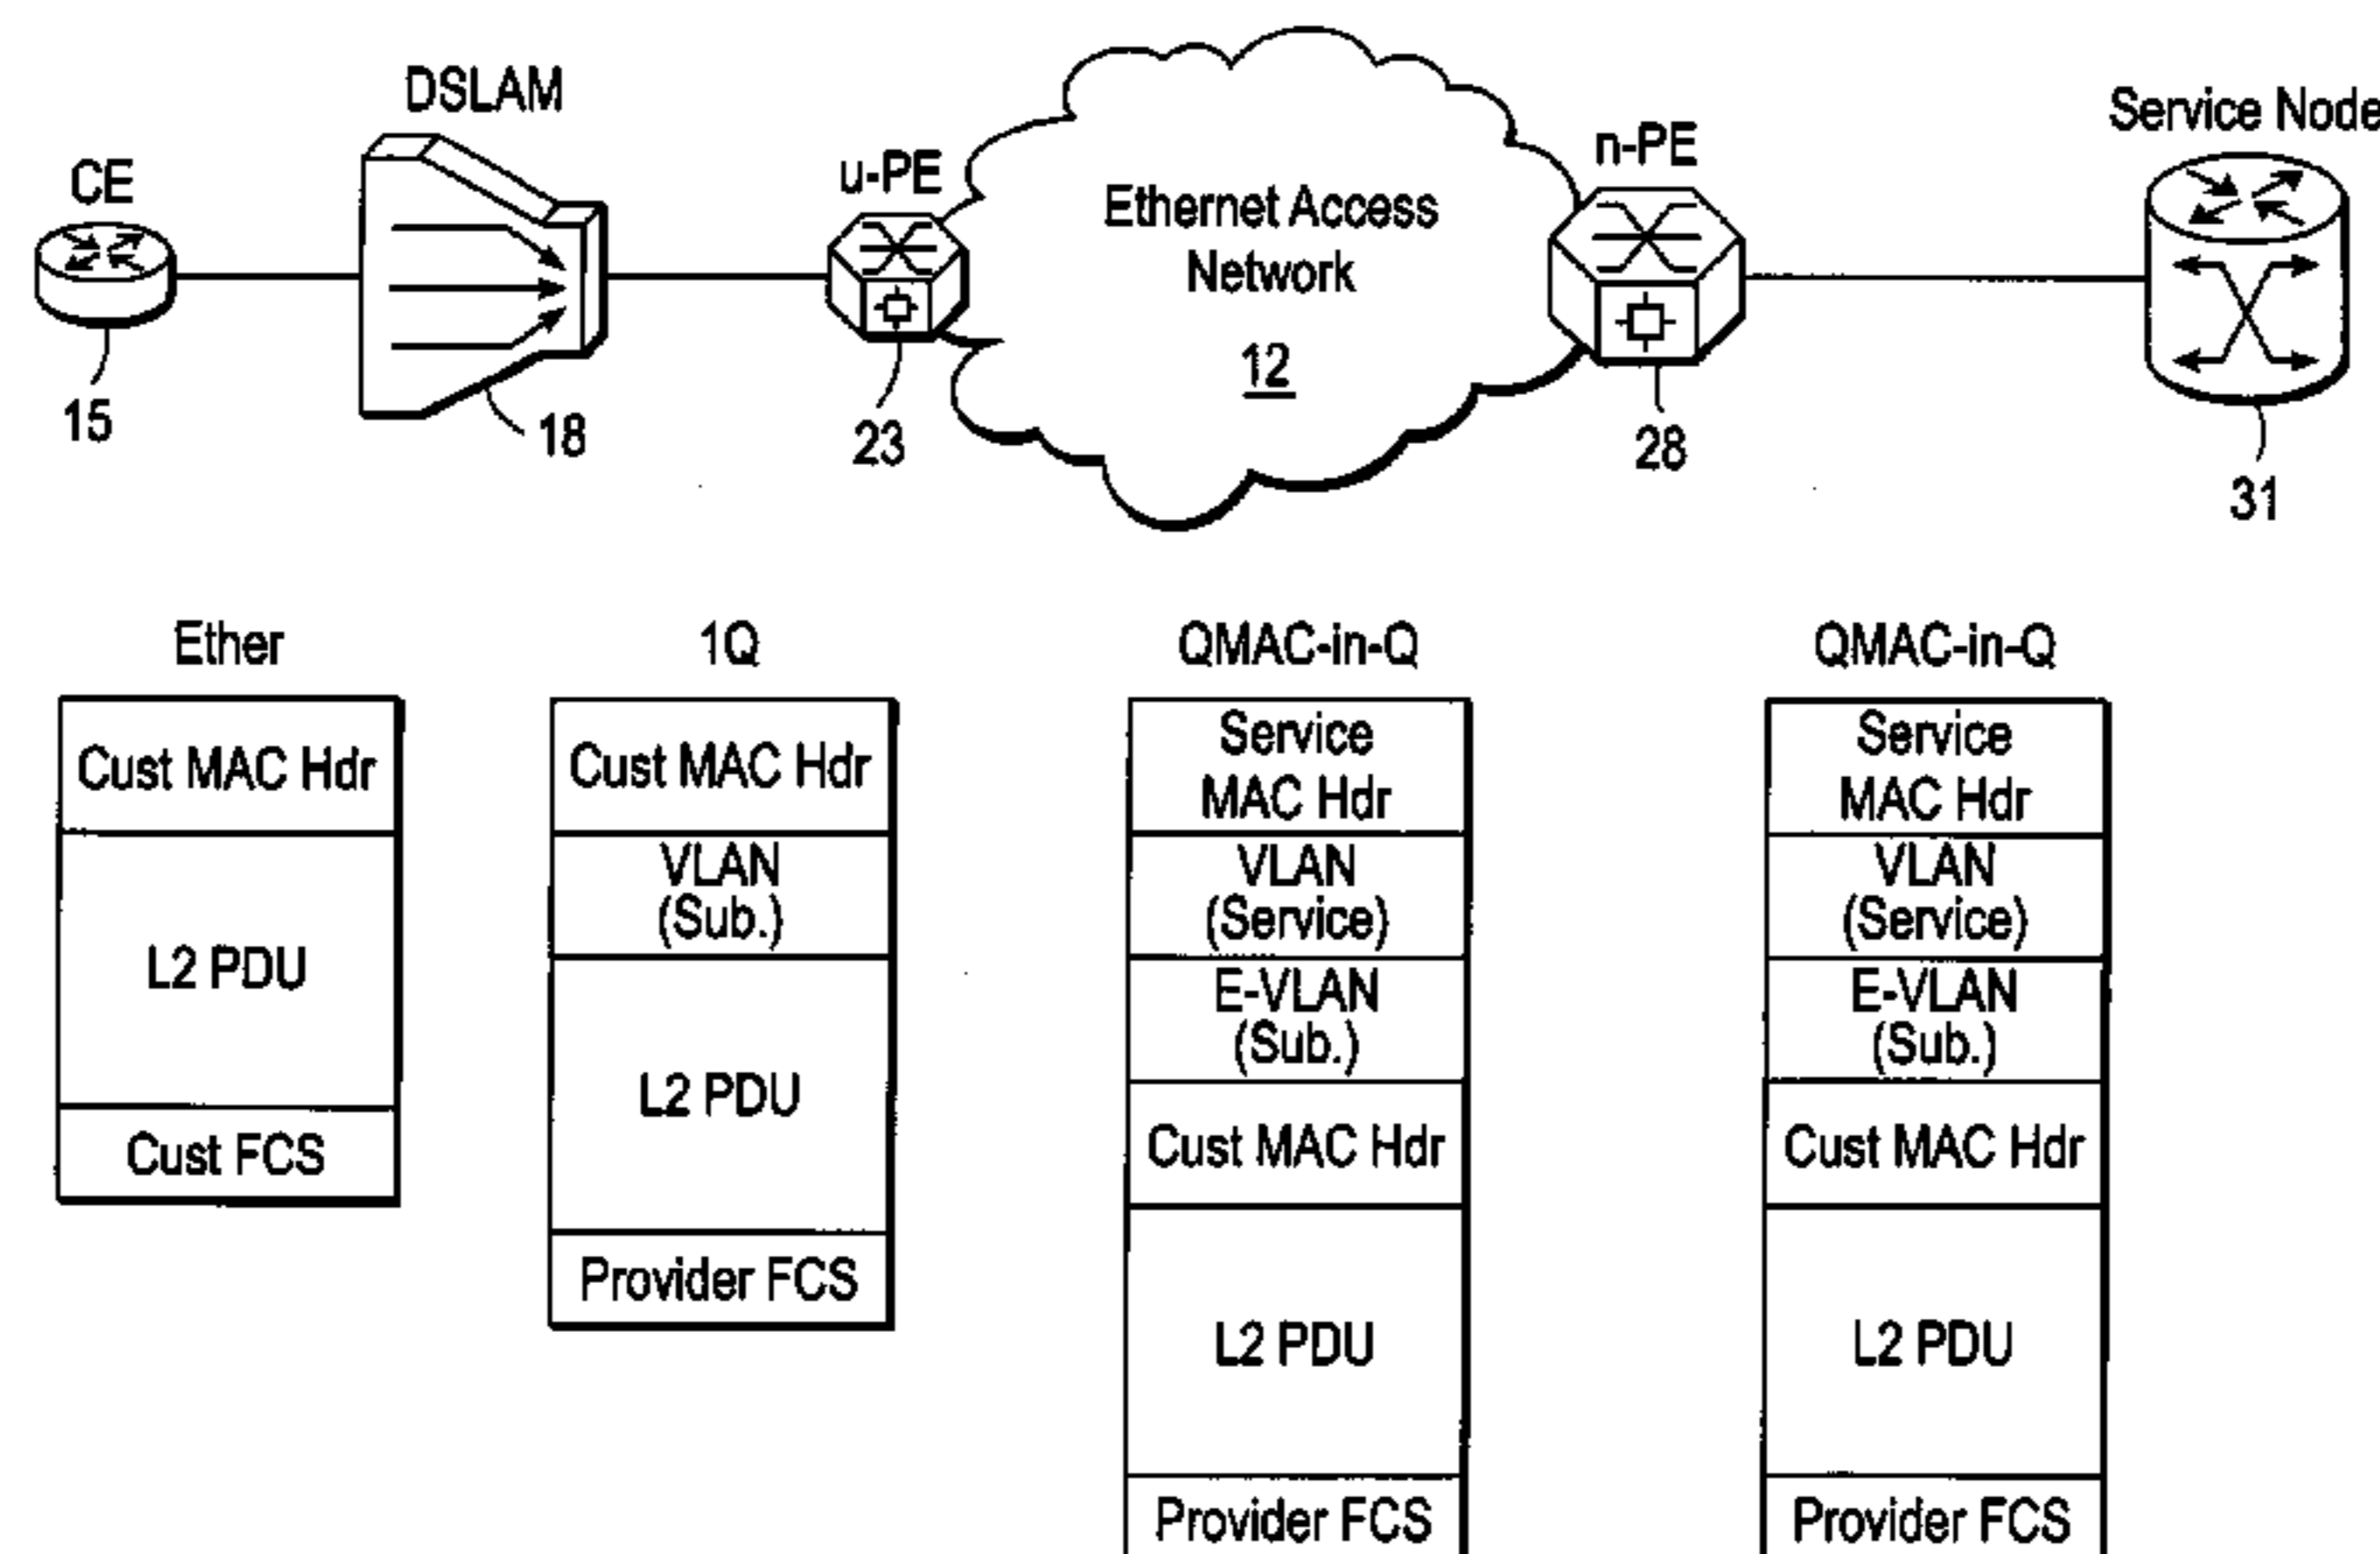 DSLAM
CE
u-PE
Ethernet Access
Network
12
n-PE
Service Node
15
18
23
28
31
Ether
Cust MAC Hdr
L2 PDU
Cust FCS
1Q
Cust MAC Hdr
VLAN
(Sub.)
L2 PDU
Provider FCS
QMAC-in-Q
Service
MAC Hdr
VLAN
(Service)
E-VLAN
(Sub.)
Cust MAC Hdr
L2 PDU
Provider FCS
QMAC-in-Q
Service
MAC Hdr
VLAN
(Service)
E-VLAN
(Sub.)
Cust MAC Hdr
L2 PDU
Provider FCS